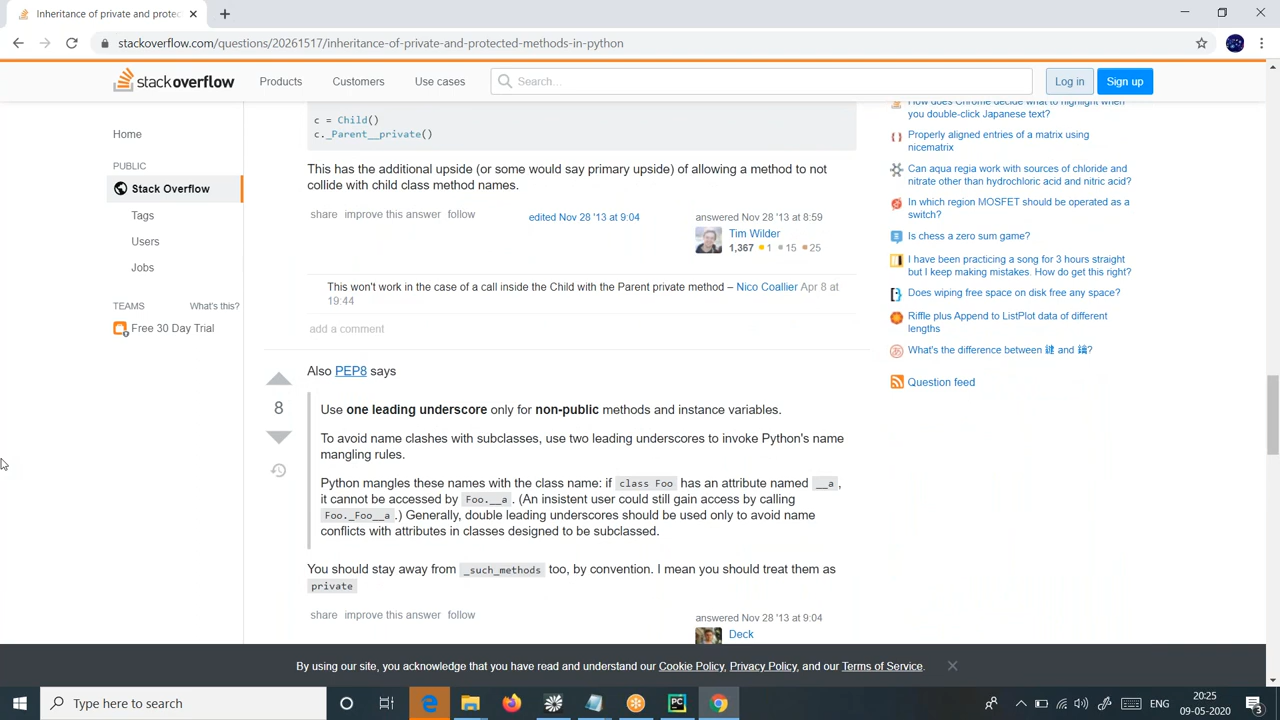 Inheritance of private and protec
stackoverflow.com/questions/20261517/inheritance-of-private-and-protected-methods-in-python
stackoverflow
Products
Customers
Use cases
Search...
Log in
Sign up
Home
PUBLIC
Stack Overflow
Tags
Users
Jobs
TEAMS
What's this?
Free 30 Day Trial
c = Child()
c._Parent__private()
This has the additional upside (or some would say primary upside) of allowing a method to not
collide with child class method names.
share improve this answer follow
edited Nov 28 '13 at 9:04
answered Nov 28 '13 at 8:59
Tim Wilder
1,367 1 15 25
This won't work in the case of a call inside the Child with the Parent private method – Nico Coallier Apr 8 at
19:44
add a comment
Also PEP8 says
8
Use one leading underscore only for non-public methods and instance variables.
To avoid name clashes with subclasses, use two leading underscores to invoke Python's name
mangling rules.
Python mangles these names with the class name: if class Foo has an attribute named __a,
it cannot be accessed by Foo.__a. (An insistent user could still gain access by calling
Foo._Foo__a.) Generally, double leading underscores should be used only to avoid name
conflicts with attributes in classes designed to be subclassed.
You should stay away from _such_methods too, by convention. I mean you should treat them as
private
share improve this answer follow
answered Nov 28 '13 at 9:04
Deck
How does Chrome decide what to highlight when
you double-click Japanese text?
Properly aligned entries of a matrix using
nicematrix
Can aqua regia work with sources of chloride and
nitrate other than hydrochloric acid and nitric acid?
In which region MOSFET should be operated as a
switch?
Is chess a zero sum game?
I have been practicing a song for 3 hours straight
but I keep making mistakes. How do get this right?
Does wiping free space on disk free any space?
Riffle plus Append to ListPlot data of different
lengths
What's the difference between 鍵 and 鑰?
Question feed
By using our site, you acknowledge that you have read and understand our Cookie Policy, Privacy Policy, and our Terms of Service.
Type here to search
PC
ENG
20:25
09-05-2020
3